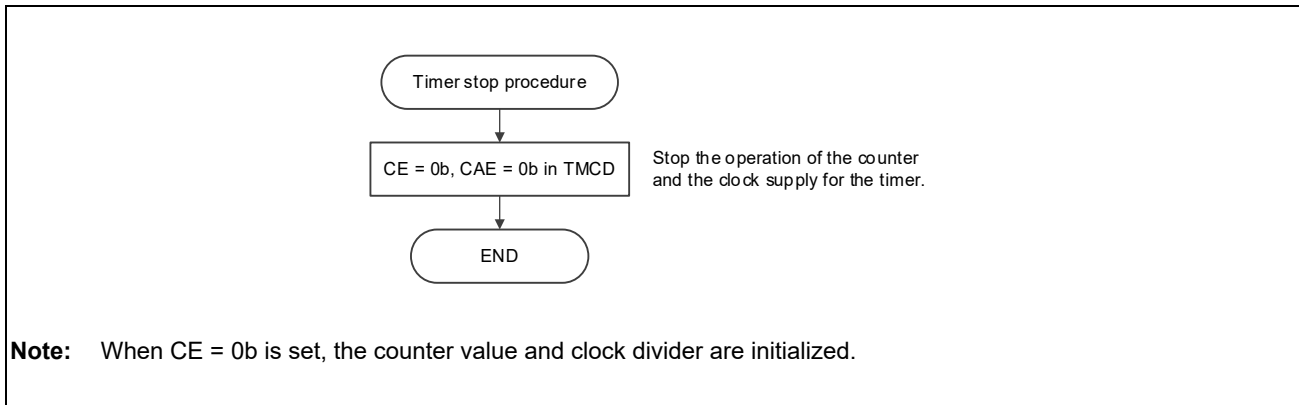 Timer stop procedure
CE = 0b, CAE = 0b in TMCD
Stop the operation of the counter
and the clock supply for the timer.
END
Note: When CE = 0b is set, the counter value and clock divider are initialized.